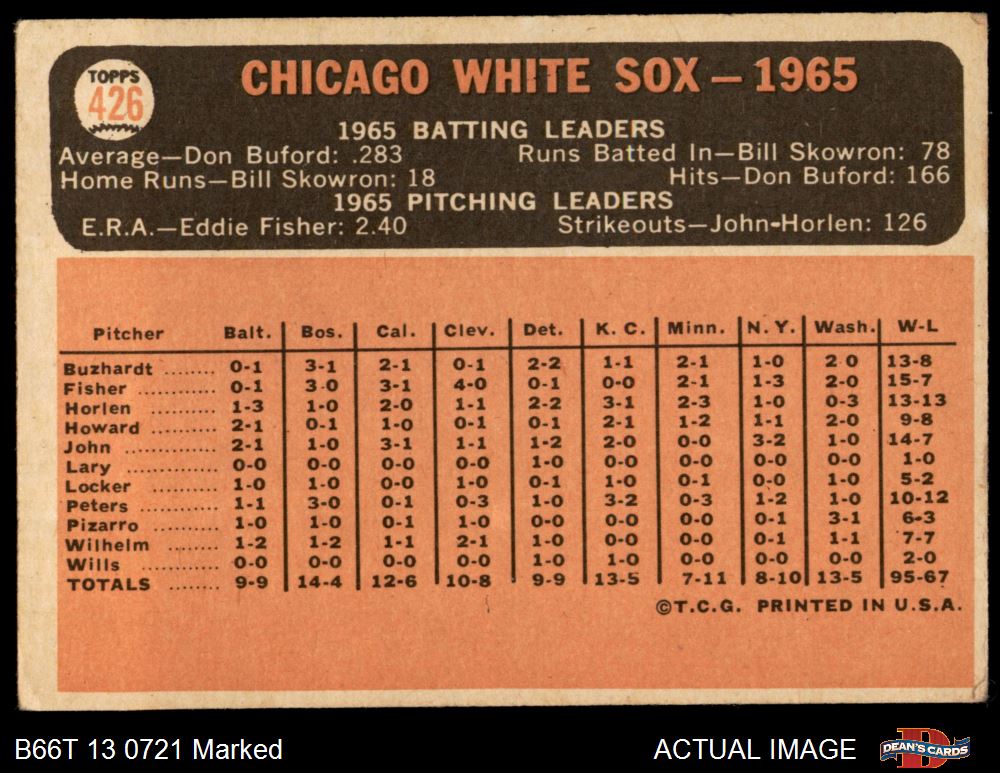 TOPPS
426
CHICAGO WHITE SOX — 1965
1965 BATTING LEADERS
Average—Don Buford: .283 Runs Batted In—Bill Skowron: 78
Home Runs—Bill Skowron: 18 Hits—Don Buford: 166
1965 PITCHING LEADERS
E.R.A.—Eddie Fisher: 2.40 Strikeouts—John-Horlen: 126
Pitcher Balt. Bos. Cal. Clev. Det. K. C. Minn. N. Y. Wash. W-L
Buzhardt ........ 0-1 3-1 2-1 0-1 2-2 1-1 2-1 1-0 2 0 13-8
Fisher ............ 0-1 3-0 3-1 4-0 0-1 0-0 2-1 1-3 2-0 15-7
Horlen .......... 1-3 1-0 2-0 1-1 2-2 3-1 2-3 1-0 0-3 13-13
Howard .......... 2-1 0-1 1-0 0-1 0-1 2-1 1-2 1-1 2-0 9-8
John .............. 2-1 1-0 3-1 1-1 1-2 2-0 0-0 3-2 1-0 14-7
Lary .............. 0-0 0-0 0-0 0-0 1-0 0-0 0-0 0-0 0-0 1-0
Locker .......... 1-0 1-0 0-0 1-0 0-1 1-0 0-1 0-0 1-0 5-2
Peters ............ 1-1 3-0 0-1 0-3 1-0 3-2 0-3 1-2 1-0 10-12
Pizarro .......... 1-0 1-0 0-1 1-0 0-0 0-0 0-0 0-1 3-1 6-3
Wilhelm ........ 1-2 1-2 1-1 2-1 1-0 0-0 0-0 0-1 1-1 7-7
Wills .............. 0-0 0-0 0-0 0-0 1-0 1-0 0-0 0-0 0-0 2-0
TOTALS ........ 9-9 14-4 12-6 10-8 9-9 13-5 7-11 8-10 13-5 95-67
©T.C.G. PRINTED IN U.S.A.
B66T 13 0721 Marked ACTUAL IMAGE DEAN'S CARDS